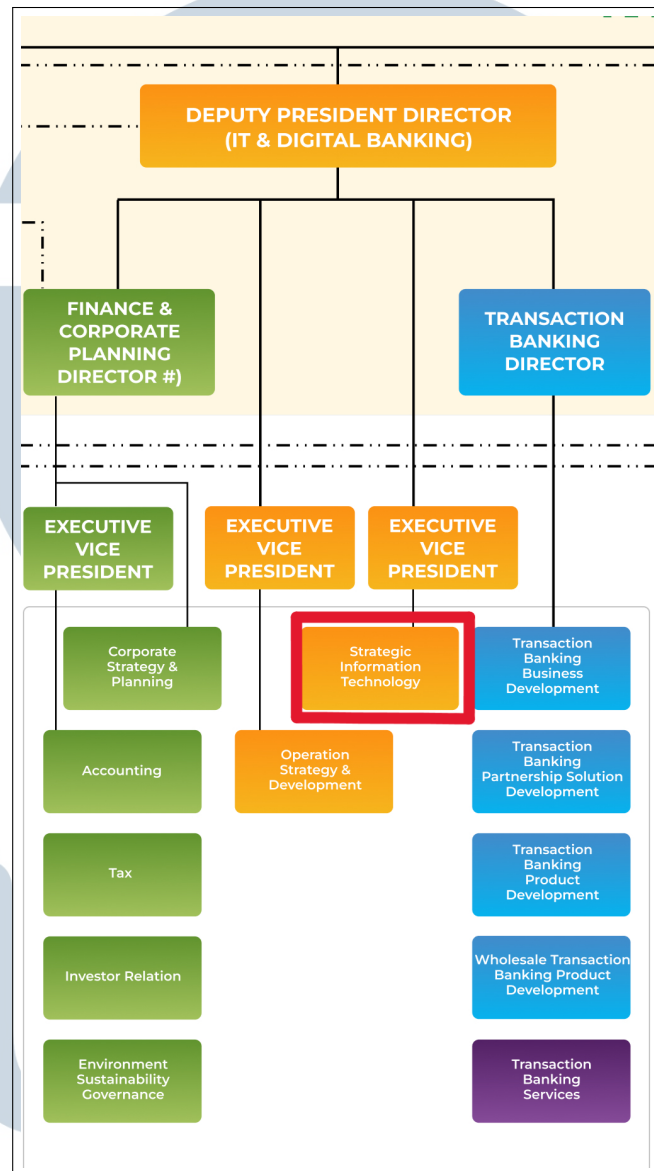 DEPUTY PRESIDENT DIRECTOR
(IT & DIGITAL BANKING)
FINANCE &
CORPORATE
PLANNING
DIRECTOR #)
TRANSACTION
BANKING
DIRECTOR
EXECUTIVE
VICE
PRESIDENT
EXECUTIVE
VICE
PRESIDENT
EXECUTIVE
VICE
PRESIDENT
Corporate
Strategy &
Planning
Strategic
Information
Technology
Transaction
Banking
Business
Development
Accounting
Operation
Strategy &
Development
Transaction
Banking
Partnership Solution
Development
Tax
Transaction
Banking
Product
Development
Investor Relation
Wholesale Transaction
Banking Product
Development
Environment
Sustainability
Governance
Transaction
Banking
Services